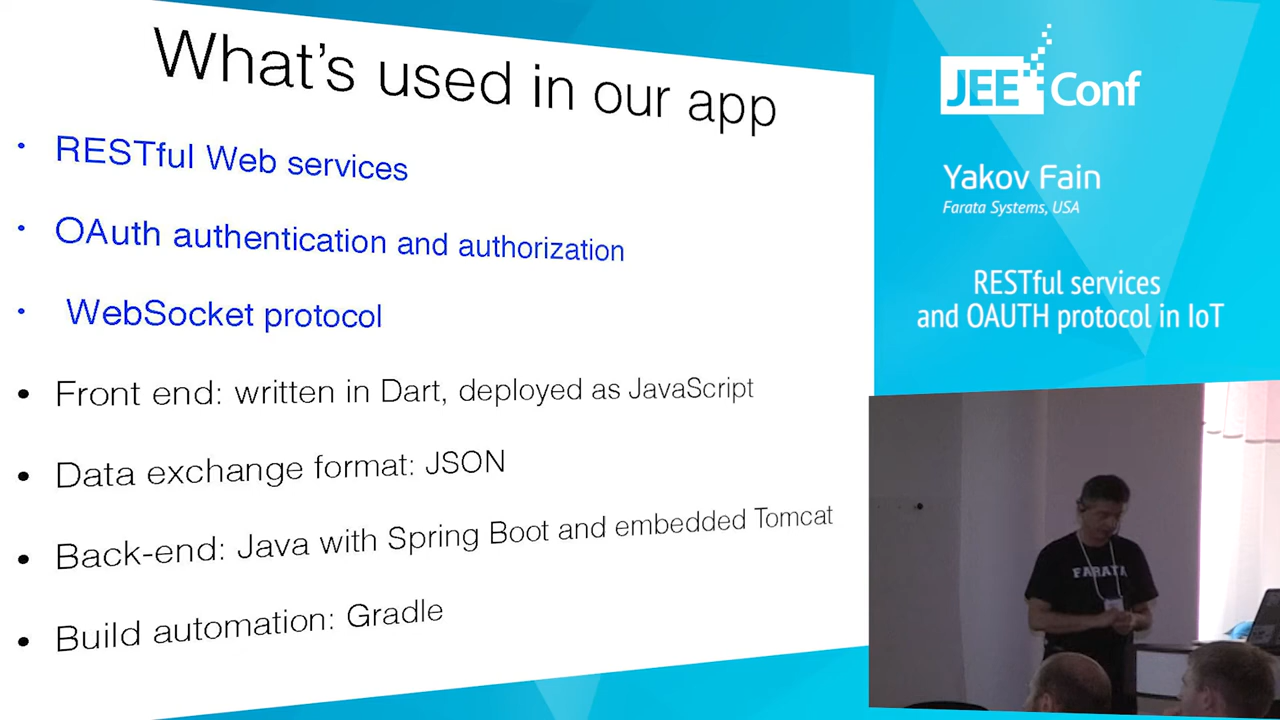 What's used in our app
• RESTful Web services
• OAuth authentication and authorization
• WebSocket protocol
• Front end: written in Dart, deployed as JavaScript
• Data exchange format: JSON
• Back-end: Java with Spring Boot and embedded Tomcat
• Build automation: Gradle
JEE Conf
Yakov Fain
Farata Systems, USA
RESTful services
and OAUTH protocol in IoT
FARATA